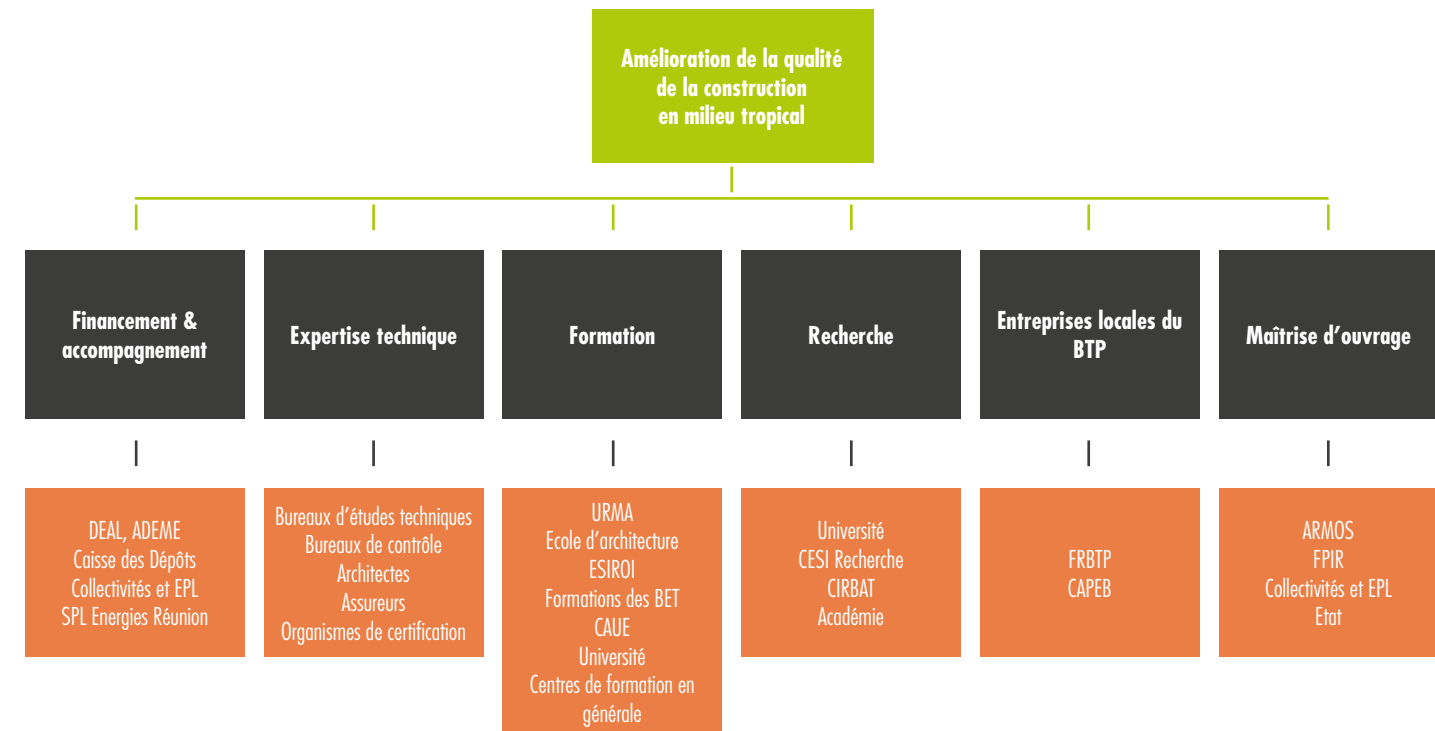 Amélioration de la qualité
de la construction
en milieu tropical
Financement &
accompagnement
Expertise technique
Formation
Recherche
Entreprises locales du
BTP
Maîtrise d'ouvrage
DEAL, ADEME
Caisse des Dépôts
Collectivités et EPL
SPL Energies Réunion
Bureaux d'études techniques
Bureaux de contrôle
Architectes
Assureurs
Organismes de certification
URMA
Ecole d'architecture
ESIROI
Formations des BET
CAUE
Université
Centres de formation en
générale
Université
CESI Recherche
CIRBAT
Académie
FRBTP
CAPEB
ARMOS
FPIR
Collectivités et EPL
Etat